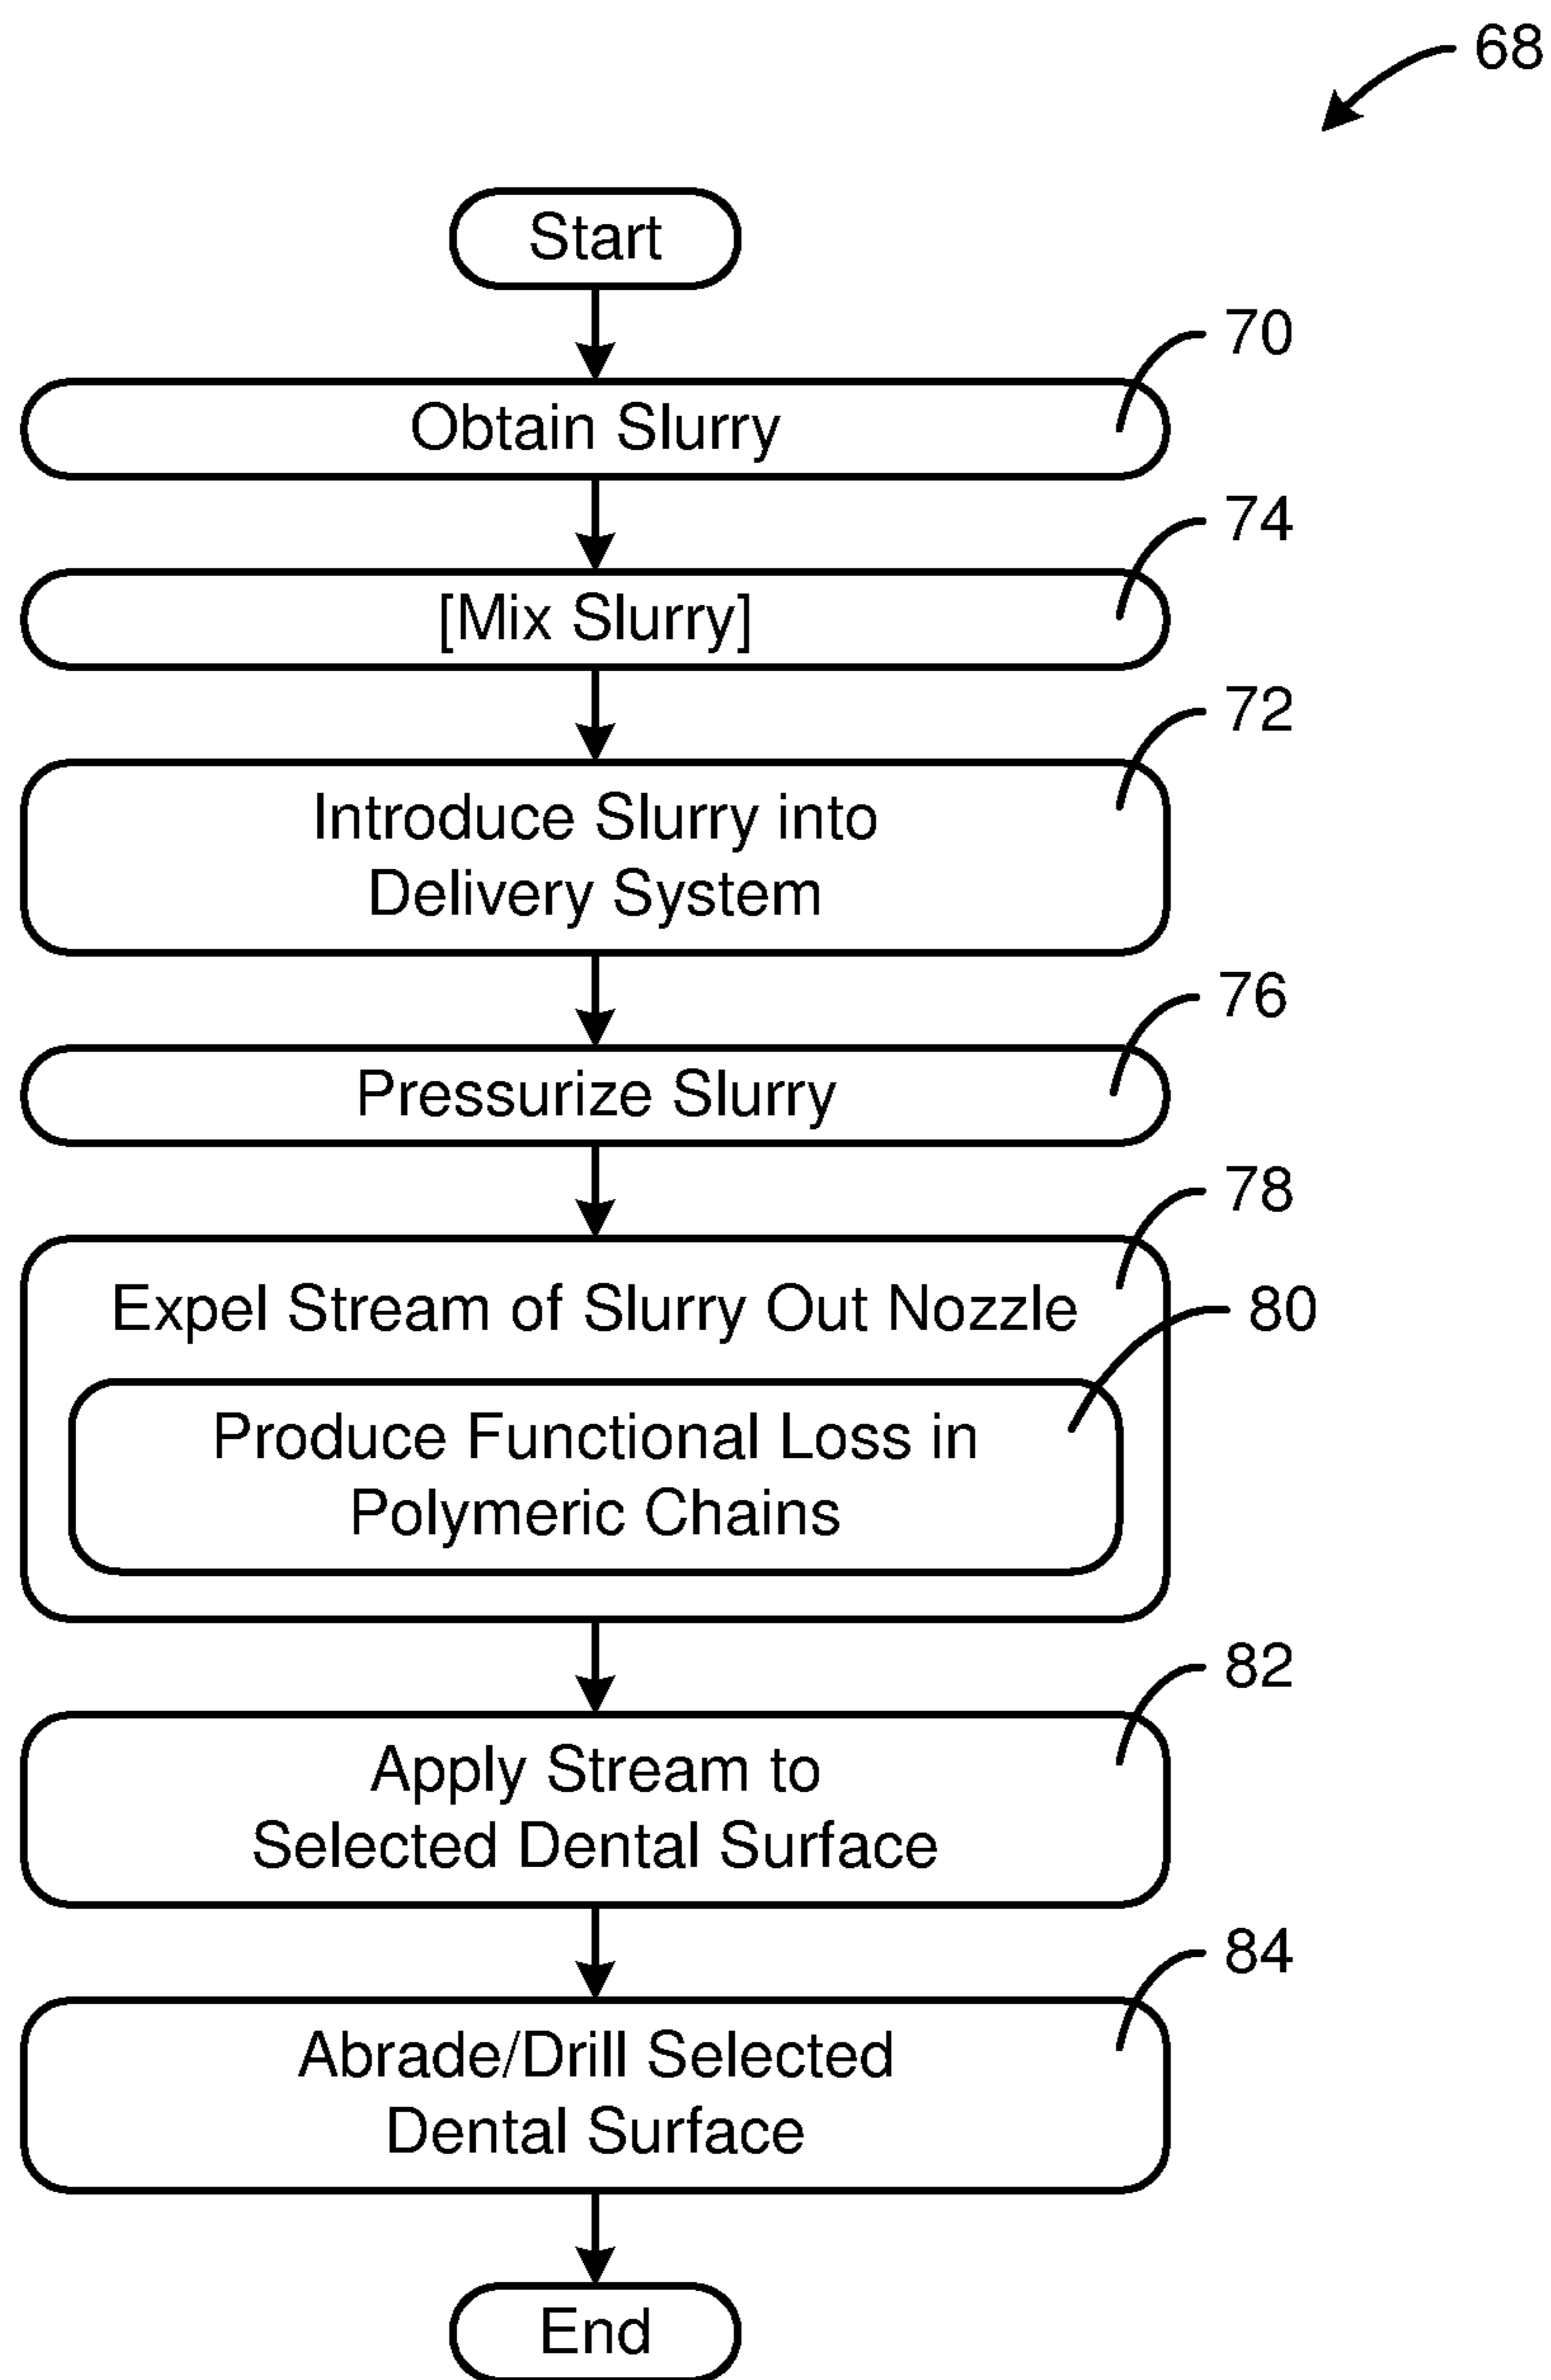 68
Start
70
Obtain Slurry
74
[Mix Slurry]
72
Introduce Slurry into
Delivery System
76
Pressurize Slurry
78
Expel Stream of Slurry Out Nozzle
80
Produce Functional Loss in
Polymeric Chains
82
Apply Stream to
Selected Dental Surface
84
Abrade/Drill Selected
Dental Surface
End